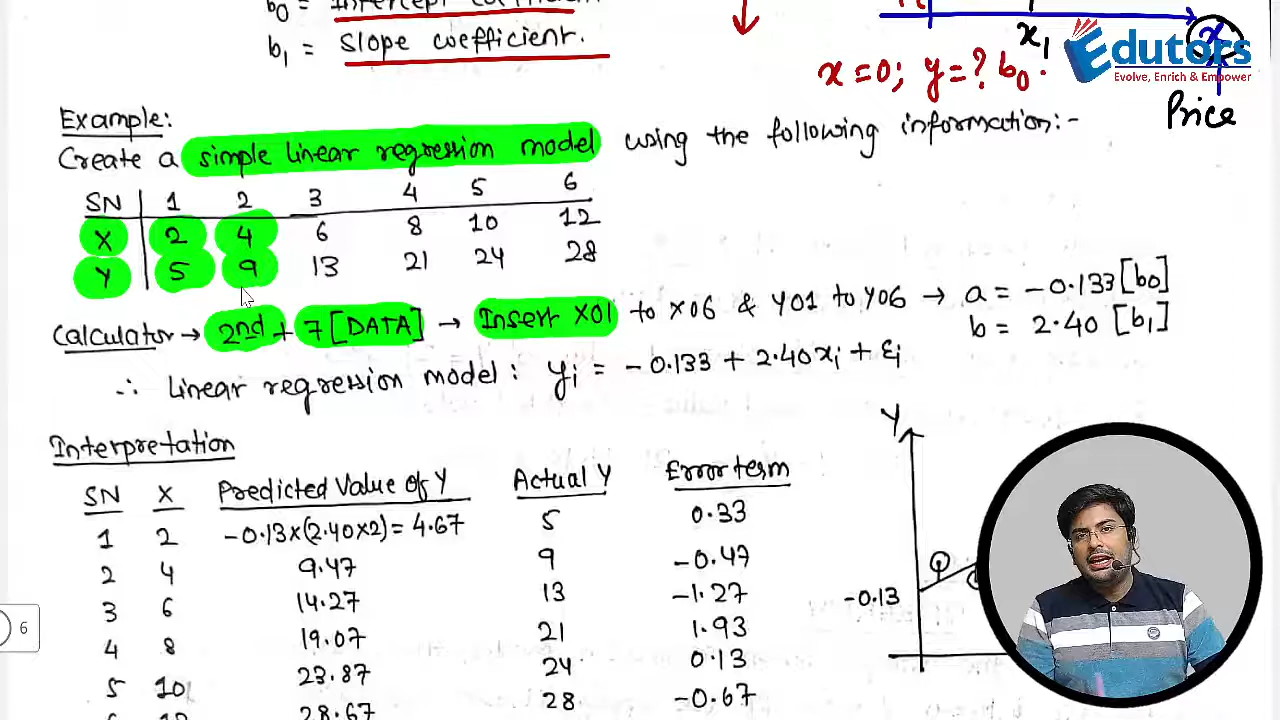 b0 = Intercept
b1 = Slope coefficient.
x = 0; y = ? b0.
x1
Edutors
Evolve, Enrich & Empower
Price
Example:
Create a simple linear regression model using the following information:-
SN 1 2 3 4 5 6
X 2 4 6 8 10 12
Y 5 9 13 21 24 28
Calculator → 2nd + 7 [DATA] → Insert X01 to X06 & Y01 to Y06 → a = -0.133 [b0]
b = 2.40 [b1]
∴ Linear regression model: yi = -0.133 + 2.40xi + εi
Interpretation
SN X Predicted Value of Y Actual Y Error term
1 2 -0.13×(2.40×2) = 4.67 5 0.33
2 4 9.47 9 -0.47
3 6 14.27 13 -1.27
4 8 19.07 21 1.93
5 10 23.87 24 0.13
28.67 28 -0.67
Y
-0.13
6